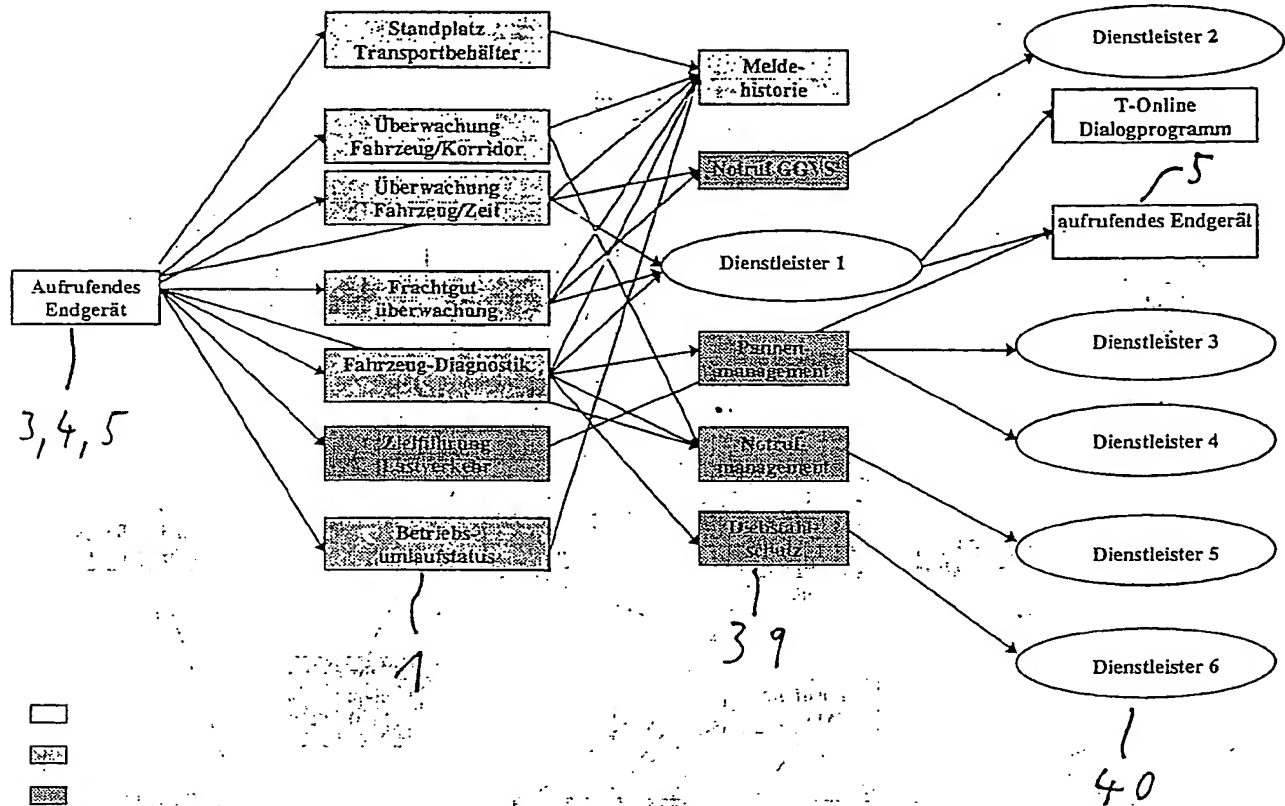 Standplatz
Transportbehälter
Überwachung
Fahrzeug/Korridor
Überwachung
Fahrzeug/Zeit
Aufrufendes
Endgerät
3, 4, 5
Frachtgut-
überwachung
Fahrzeug-Diagnostik
Zielführung
Lastverkehr
Betriebs-
umlaufstatus
1
Melde-
historie
Notruf GGVS
Dienstleister 1
Pannen-
management
Notruf-
management
Diebstahl-
schutz
39
Dienstleister 2
T-Online
Dialogprogramm
5
aufrufendes Endgerät
Dienstleister 3
Dienstleister 4
Dienstleister 5
Dienstleister 6
40